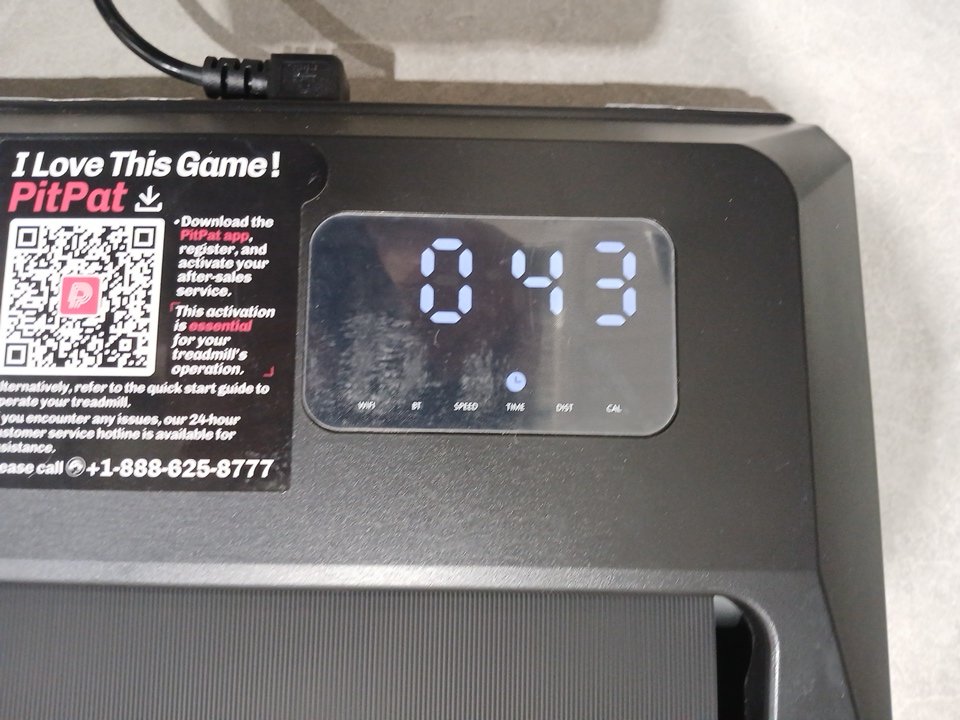 I Love This Game!
PitPat
•Download the
PitPat app,
register, and
activate your
after-sales
service.
This activation
is essential
for your
treadmill's
operation.
lternatively, refer to the quick start guide to
perate your treadmill.
you encounter any issues, our 24-hour
ustomer service hotline is available for
sistance.
ease call +1-888-625-8777
043
WIFI BT SPEED TIME DIST CAL